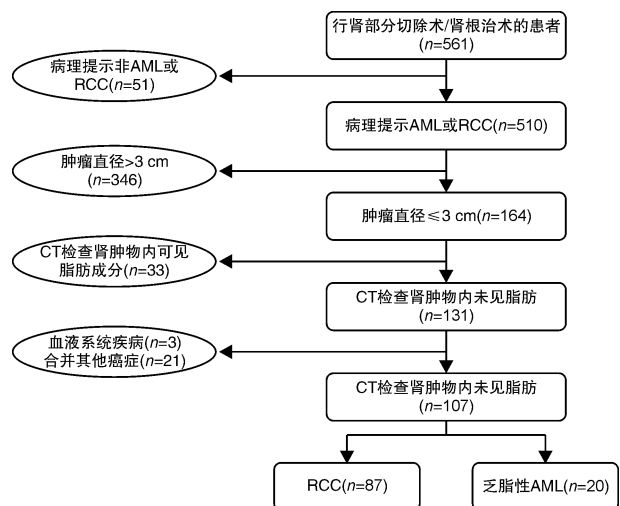 行肾部分切除术/肾根治术的患者
(n=561)
病理提示非AML或
RCC(n=51)
病理提示AML或RCC(n=510)
肿瘤直径>3 cm
(n=346)
肿瘤直径≤3 cm(n=164)
CT检查肾肿物内可见
脂肪成分(n=33)
CT检查肾肿物内未见脂肪
(n=131)
血液系统疾病(n=3)
合并其他癌症(n=21)
CT检查肾肿物内未见脂肪
(n=107)
RCC(n=87)
乏脂性AML(n=20)